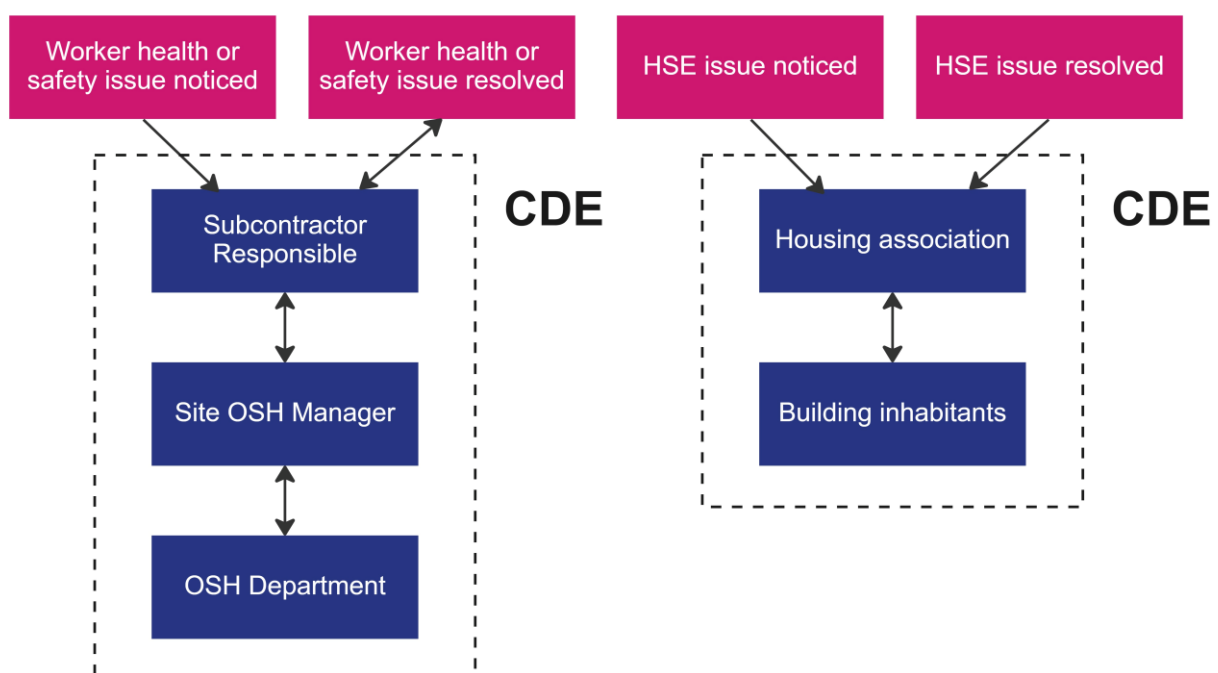 Worker health or
safety issue noticed
Worker health or
safety issue resolved
HSE issue noticed
HSE issue resolved
Subcontractor
Responsible
CDE
Housing association
CDE
Site OSH Manager
Building inhabitants
OSH Department